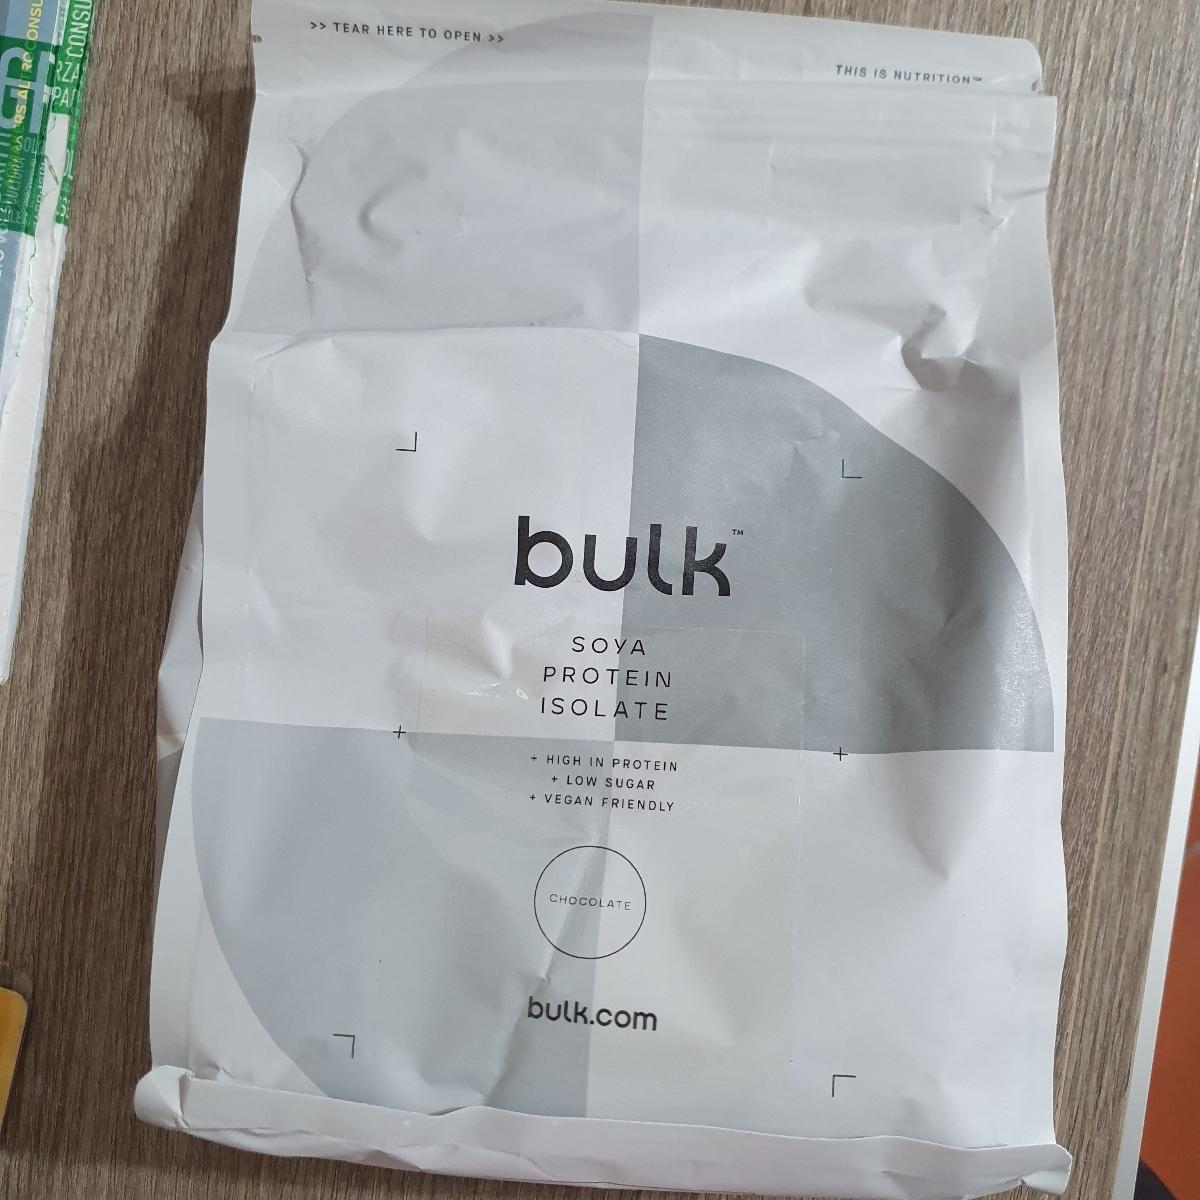 >> TEAR HERE TO OPEN >>
THIS IS NUTRITION™
bulk™
SOYA
PROTEIN
ISOLATE
+ HIGH IN PROTEIN
+ LOW SUGAR
+ VEGAN FRIENDLY
CHOCOLATE
bulk.com